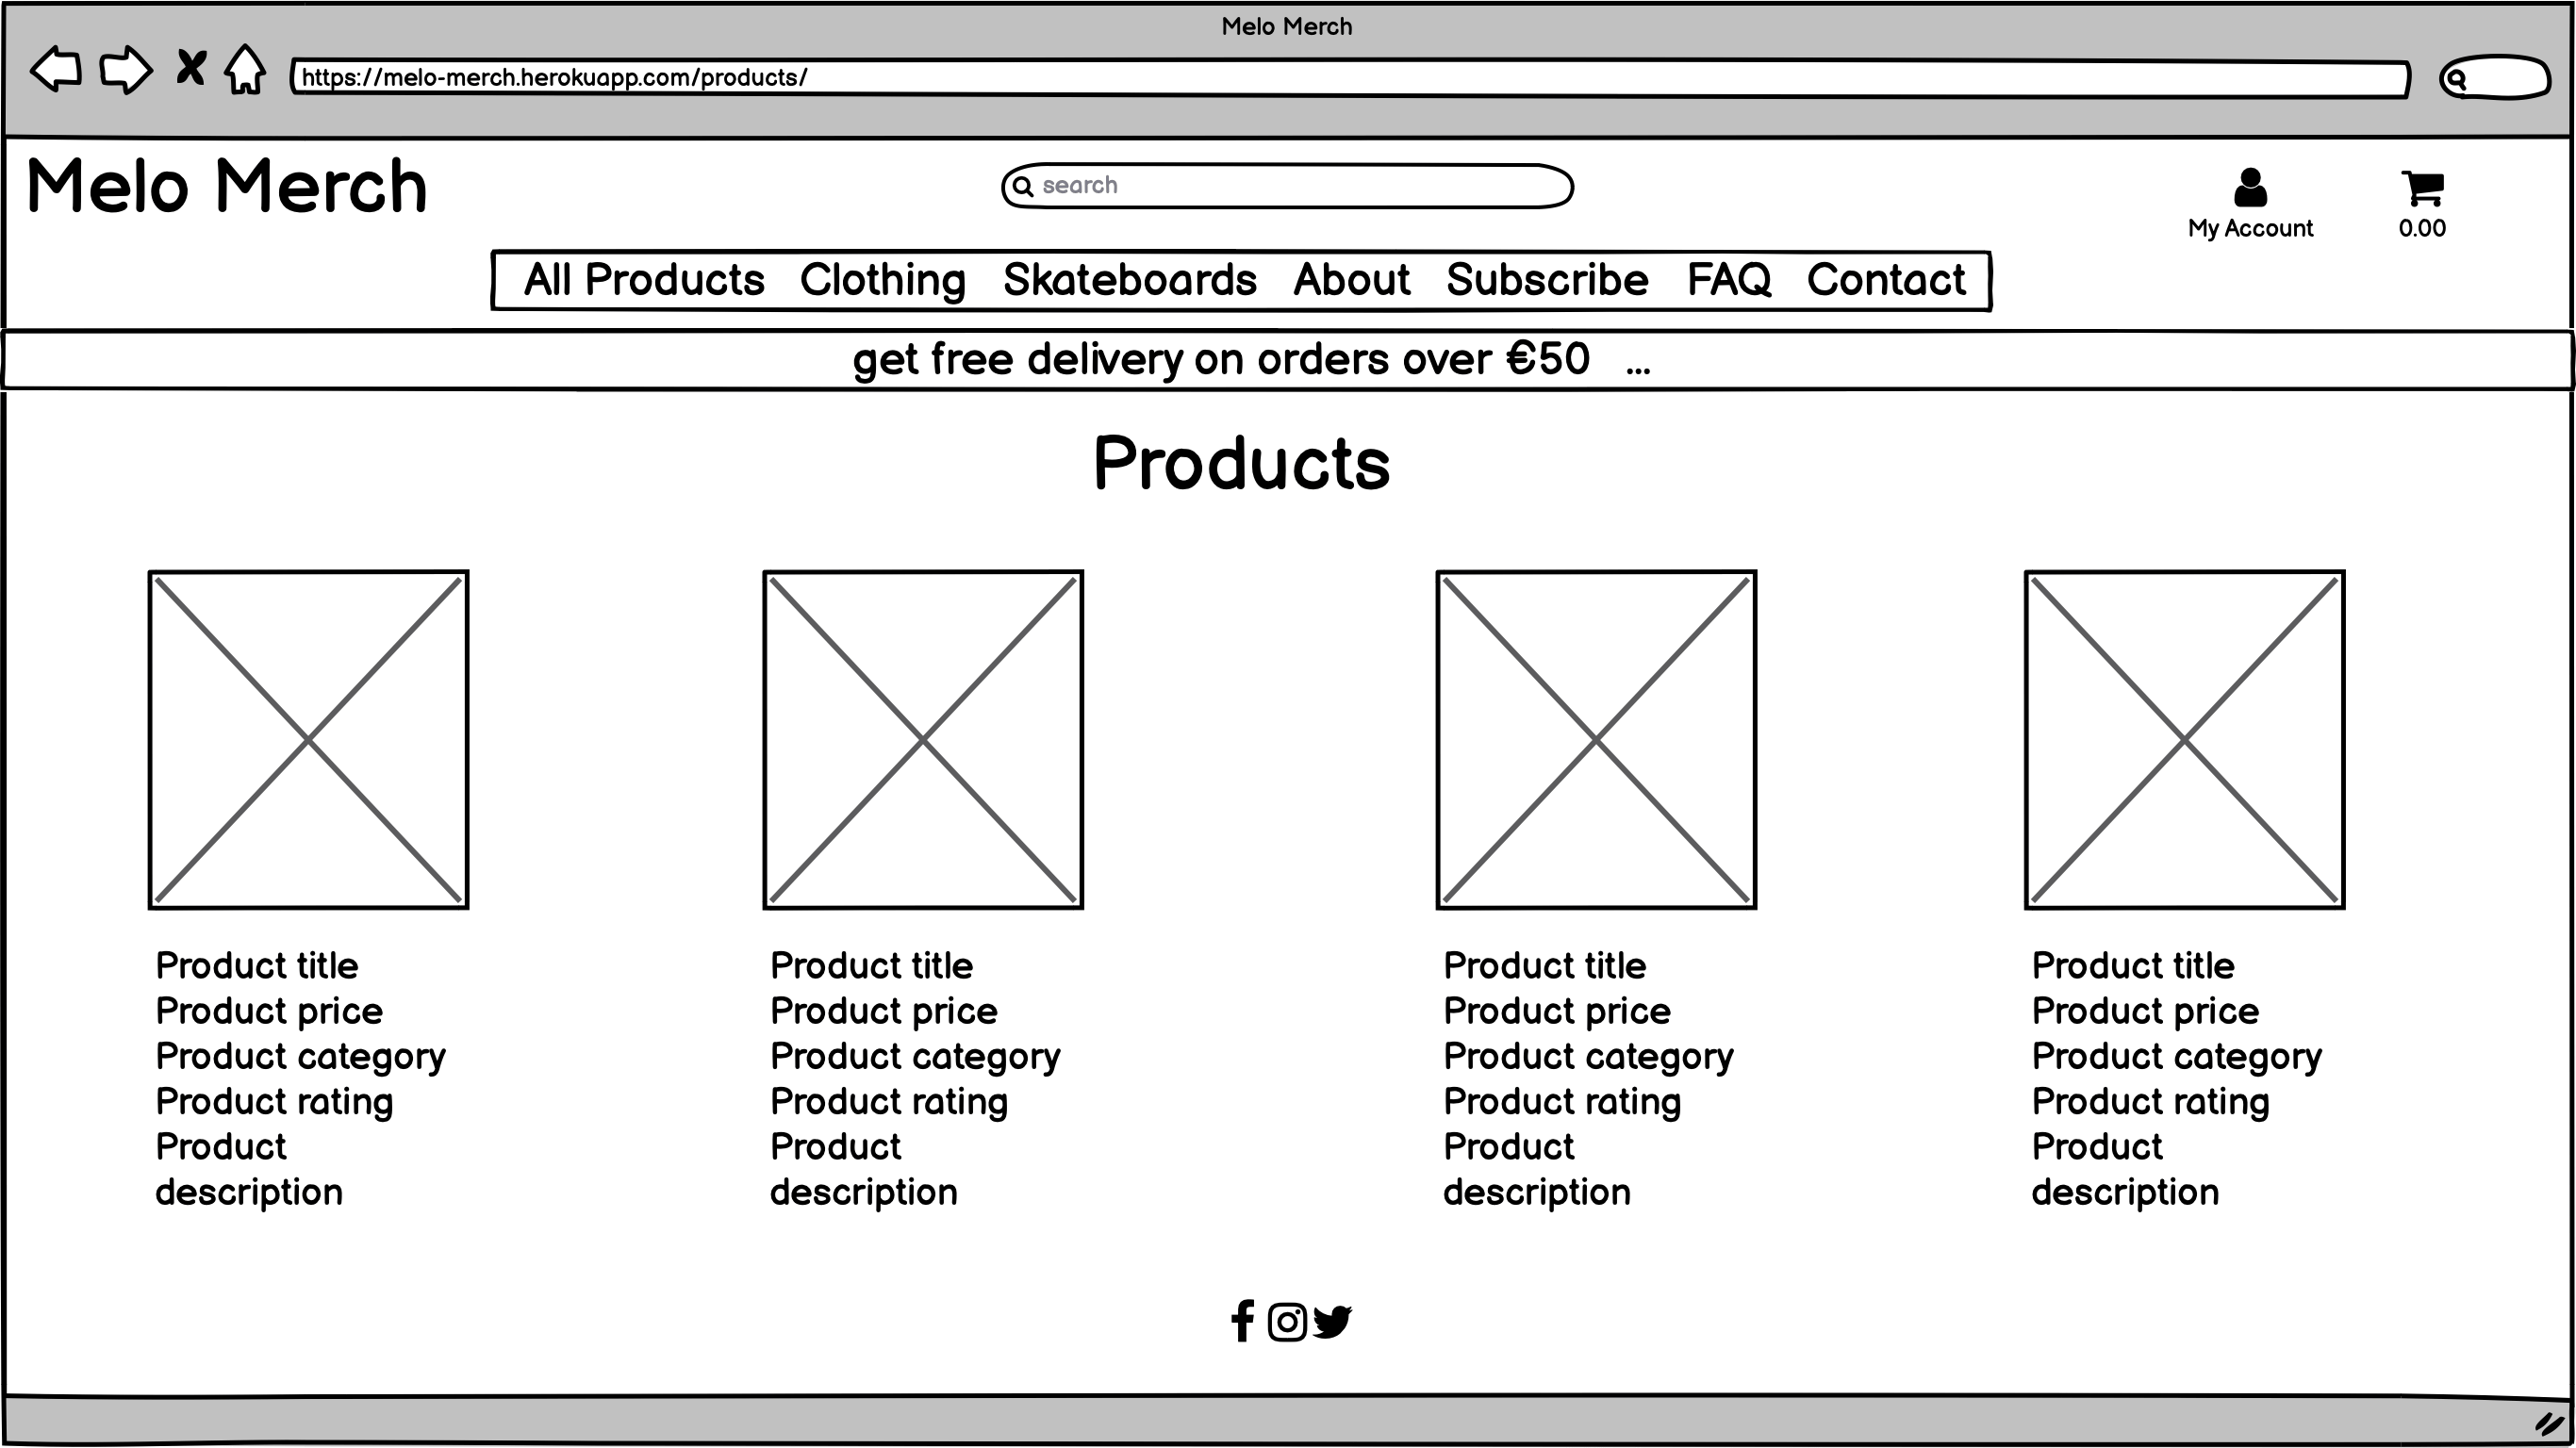 Melo Merch
https://melo-merch.herokuapp.com/products/
Melo Merch
search
My Account
0.00
All Products Clothing Skateboards About Subscribe FAQ Contact
get free delivery on orders over €50 ...
Products
Product title
Product price
Product category
Product rating
Product
description
Product title
Product price
Product category
Product rating
Product
description
Product title
Product price
Product category
Product rating
Product
description
Product title
Product price
Product category
Product rating
Product
description